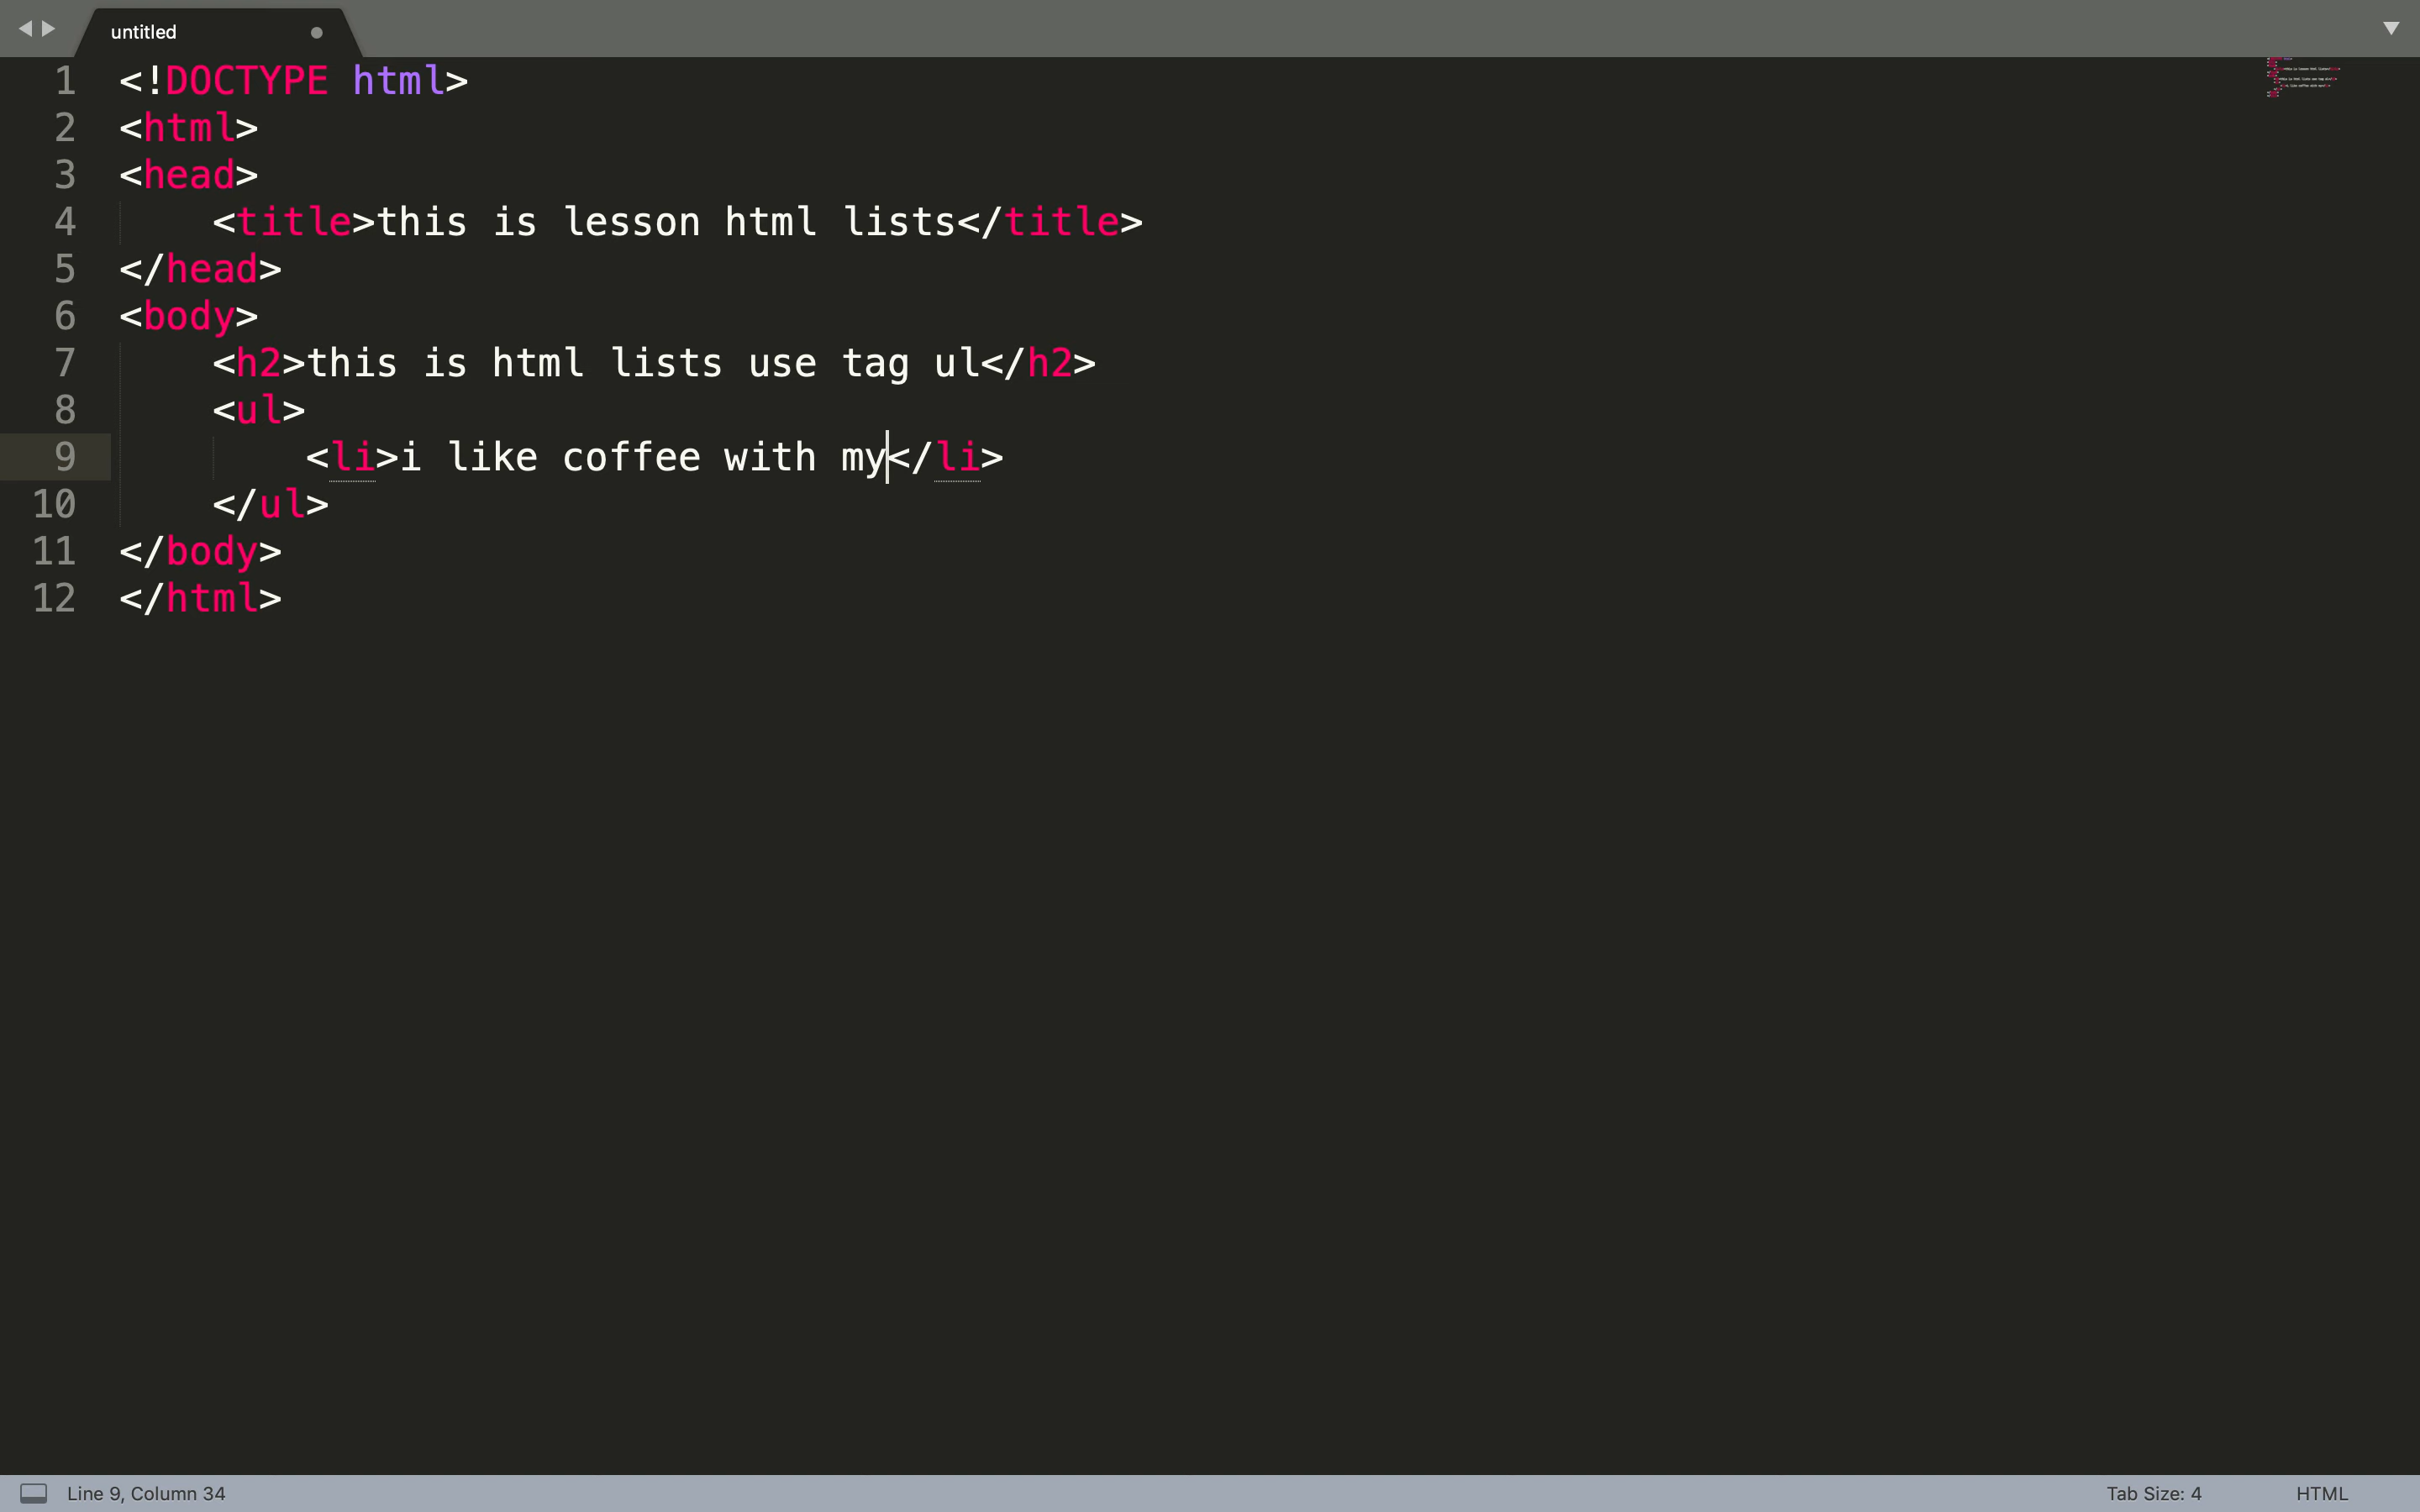 untitled
1 <!DOCTYPE html>
2 <html>
3 <head>
4     <title>this is lesson html lists</title>
5 </head>
6 <body>
7     <h2>this is html lists use tag ul</h2>
8     <ul>
9         <li>i like coffee with my</li>
10     </ul>
11 </body>
12 </html>
Line 9, Column 34 Tab Size: 4 HTML